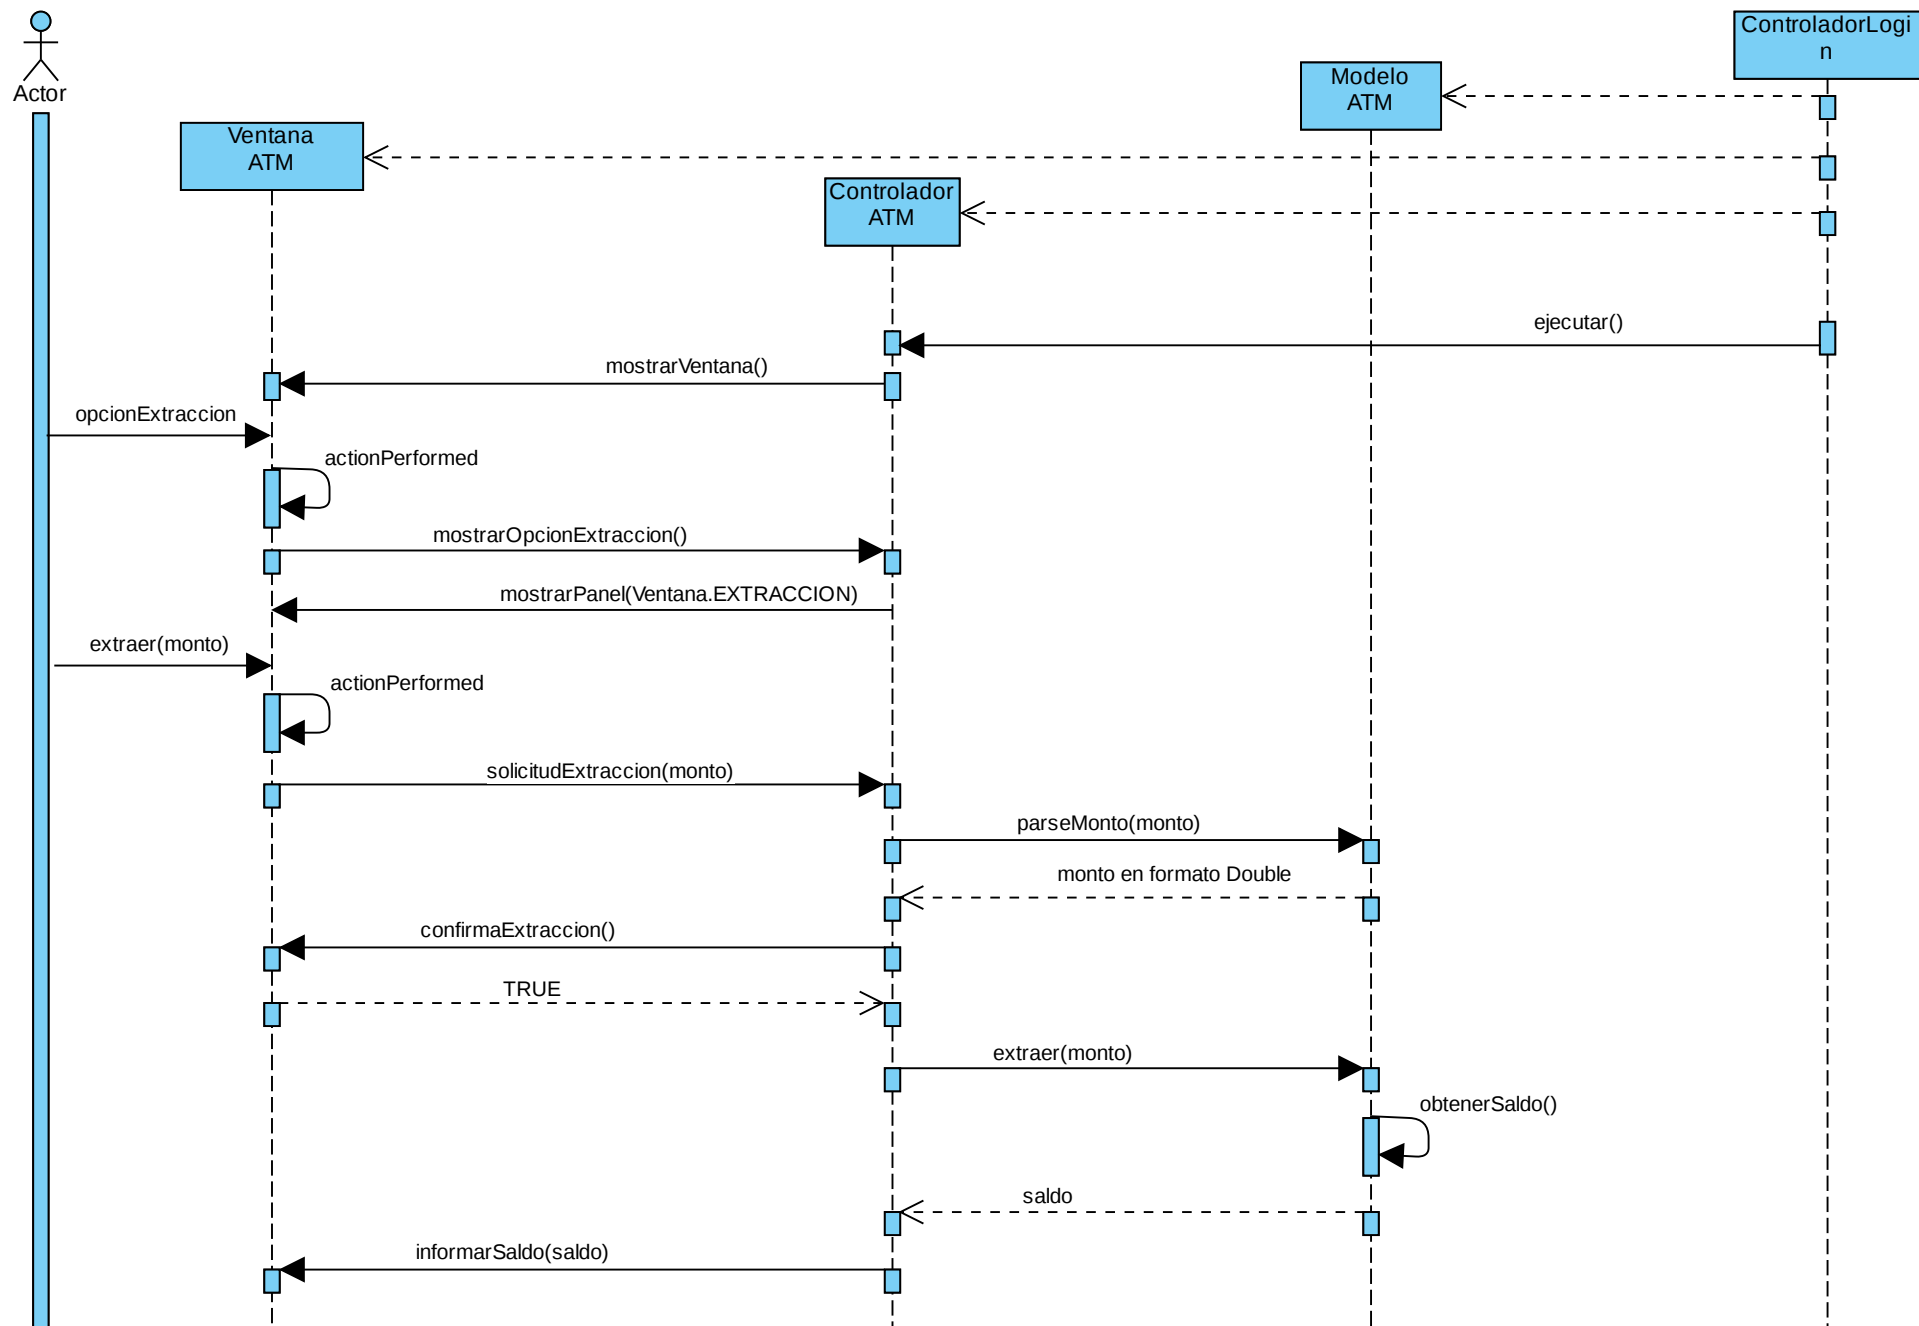 ControladorLogi
n
Modelo
ATM
Actor
Ventana
ATM
Controlador
ATM
ejecutar()
mostrarVentana()
opcionExtraccion
actionPerformed
mostrarOpcionExtraccion()
mostrarPanel(Ventana.EXTRACCION)
extraer(monto)
actionPerformed
solicitudExtraccion(monto)
parseMonto(monto)
monto en formato Double
confirmaExtraccion()
TRUE
extraer(monto)
obtenerSaldo()
saldo
informarSaldo(saldo)